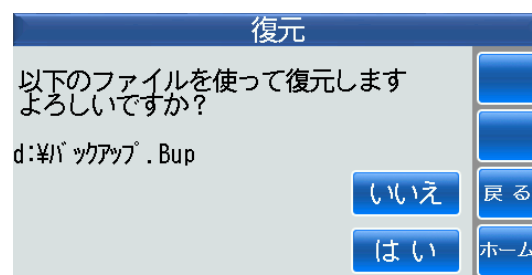 復元
以下のファイルを使って復元します
よろしいですか？
d:¥ﾊﾞｯｸｱｯﾌﾟ.Bup
いいえ
戻る
はい
ホーム